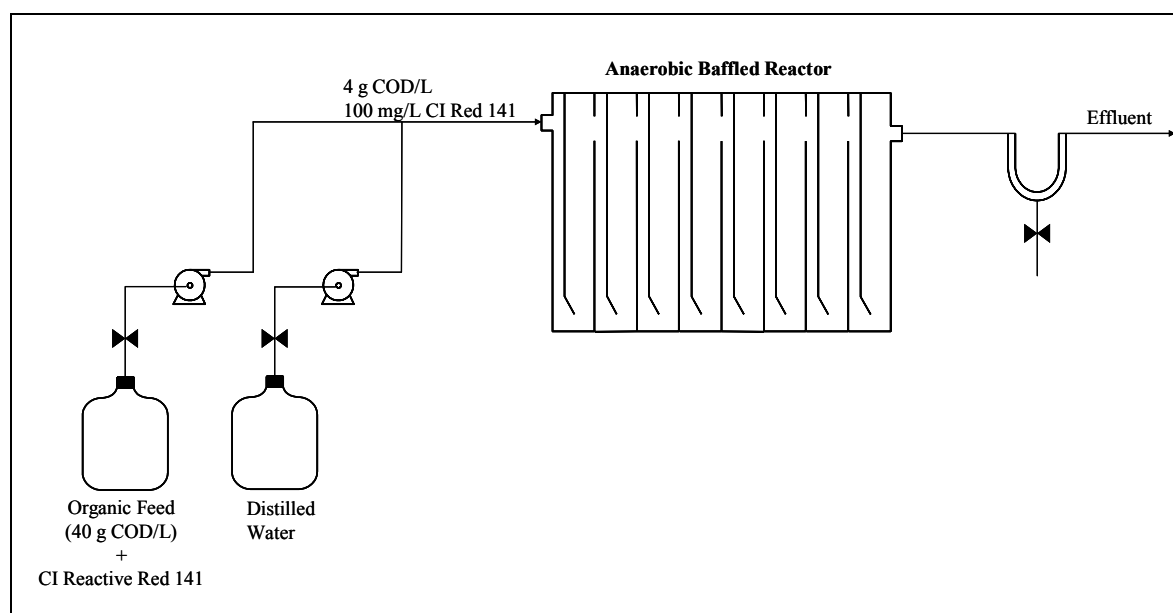 Anaerobic Baffled Reactor
4 g COD/L
100 mg/L CI Red 141
Effluent
Organic Feed
(40 g COD/L)
+
CI Reactive Red 141
Distilled
Water